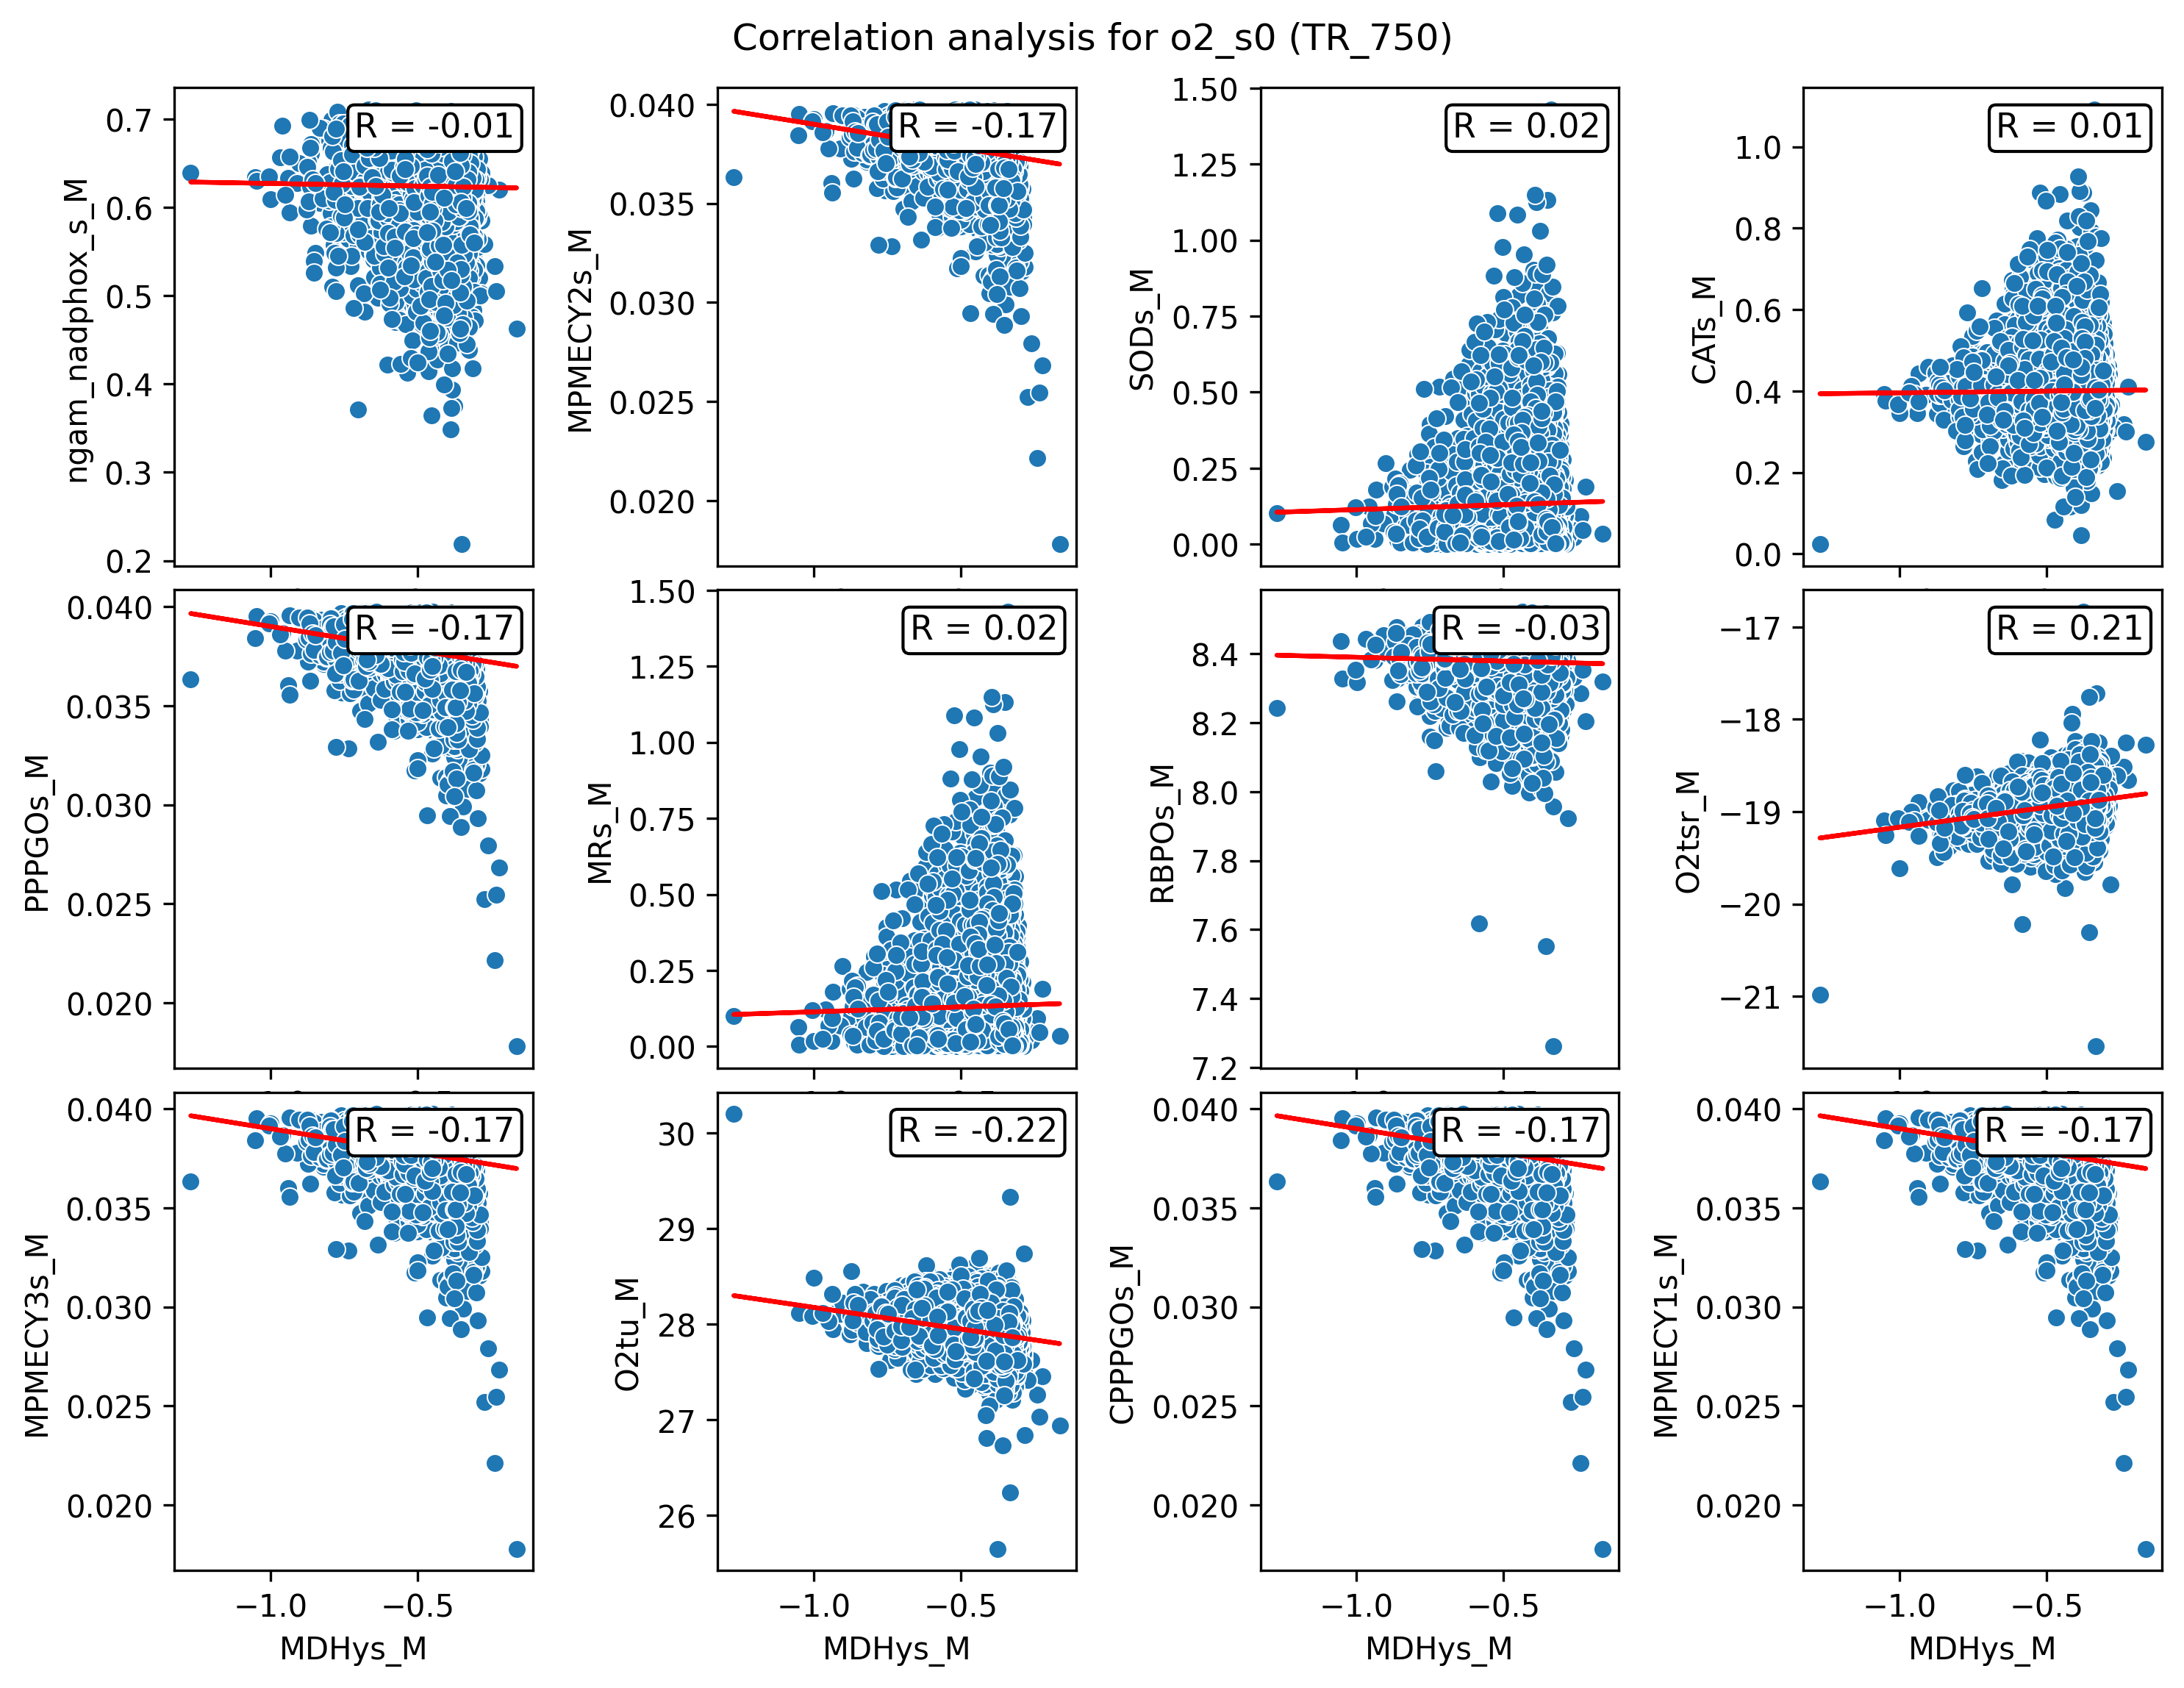 Correlation analysis for o2_s0 (TR_750)
ngam_nadphox_s_M
0.7
0.6
0.5
0.4
0.3
0.2
R = -0.01
MPMECY2s_M
0.040
0.035
0.030
0.025
0.020
R = -0.17
SODs_M
1.50
1.25
1.00
0.75
0.50
0.25
0.00
R = 0.02
CATs_M
1.0
0.8
0.6
0.4
0.2
0.0
R = 0.01
PPPGOs_M
0.040
0.035
0.030
0.025
0.020
R = -0.17
MRs_M
1.50
1.25
1.00
0.75
0.50
0.25
0.00
R = 0.02
RBPOs_M
8.4
8.2
8.0
7.8
7.6
7.4
7.2
R = -0.03
O2tsr_M
−17
−18
−19
−20
−21
R = 0.21
MPMECY3s_M
0.040
0.035
0.030
0.025
0.020
R = -0.17
−1.0 −0.5
MDHys_M
O2tu_M
30
29
28
27
26
R = -0.22
−1.0 −0.5
MDHys_M
CPPPGOs_M
0.040
0.035
0.030
0.025
0.020
R = -0.17
−1.0 −0.5
MDHys_M
MPMECY1s_M
0.040
0.035
0.030
0.025
0.020
R = -0.17
−1.0 −0.5
MDHys_M